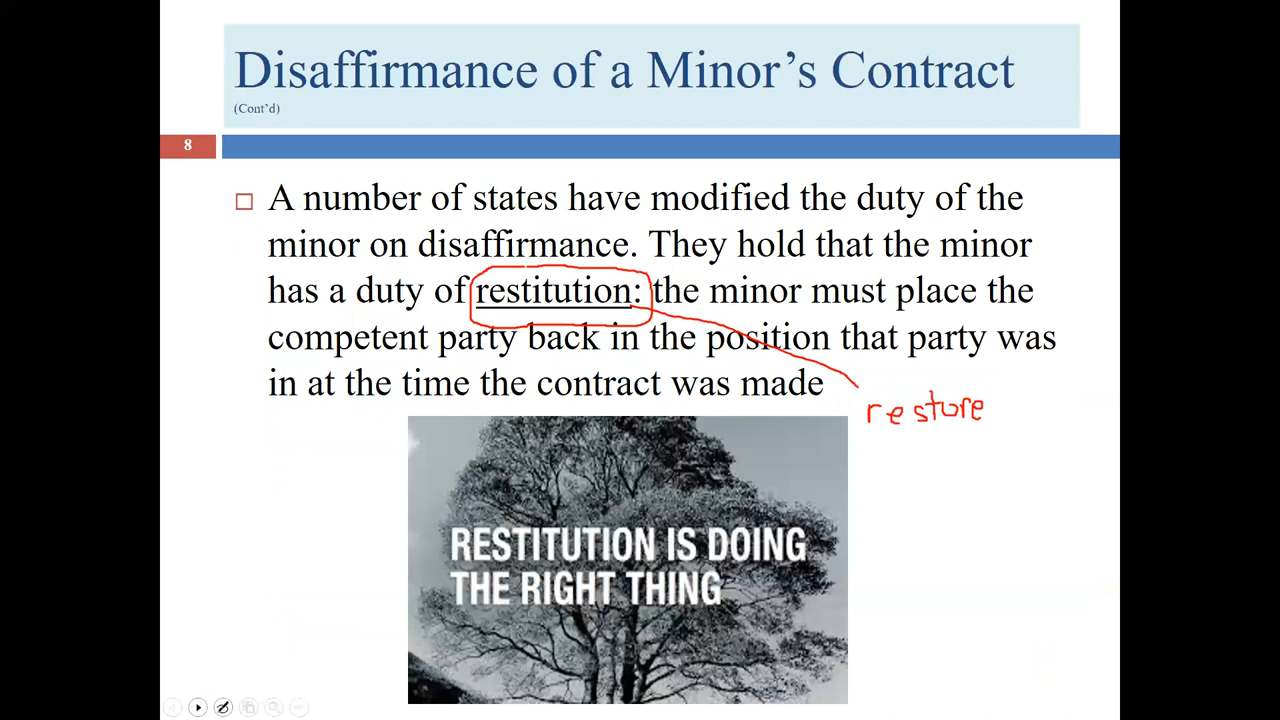 Disaffirmance of a Minor's Contract
(Cont'd)
8
□ A number of states have modified the duty of the
minor on disaffirmance. They hold that the minor
has a duty of restitution: the minor must place the
competent party back in the position that party was
in at the time the contract was made
restore
RESTITUTION IS DOING
THE RIGHT THING